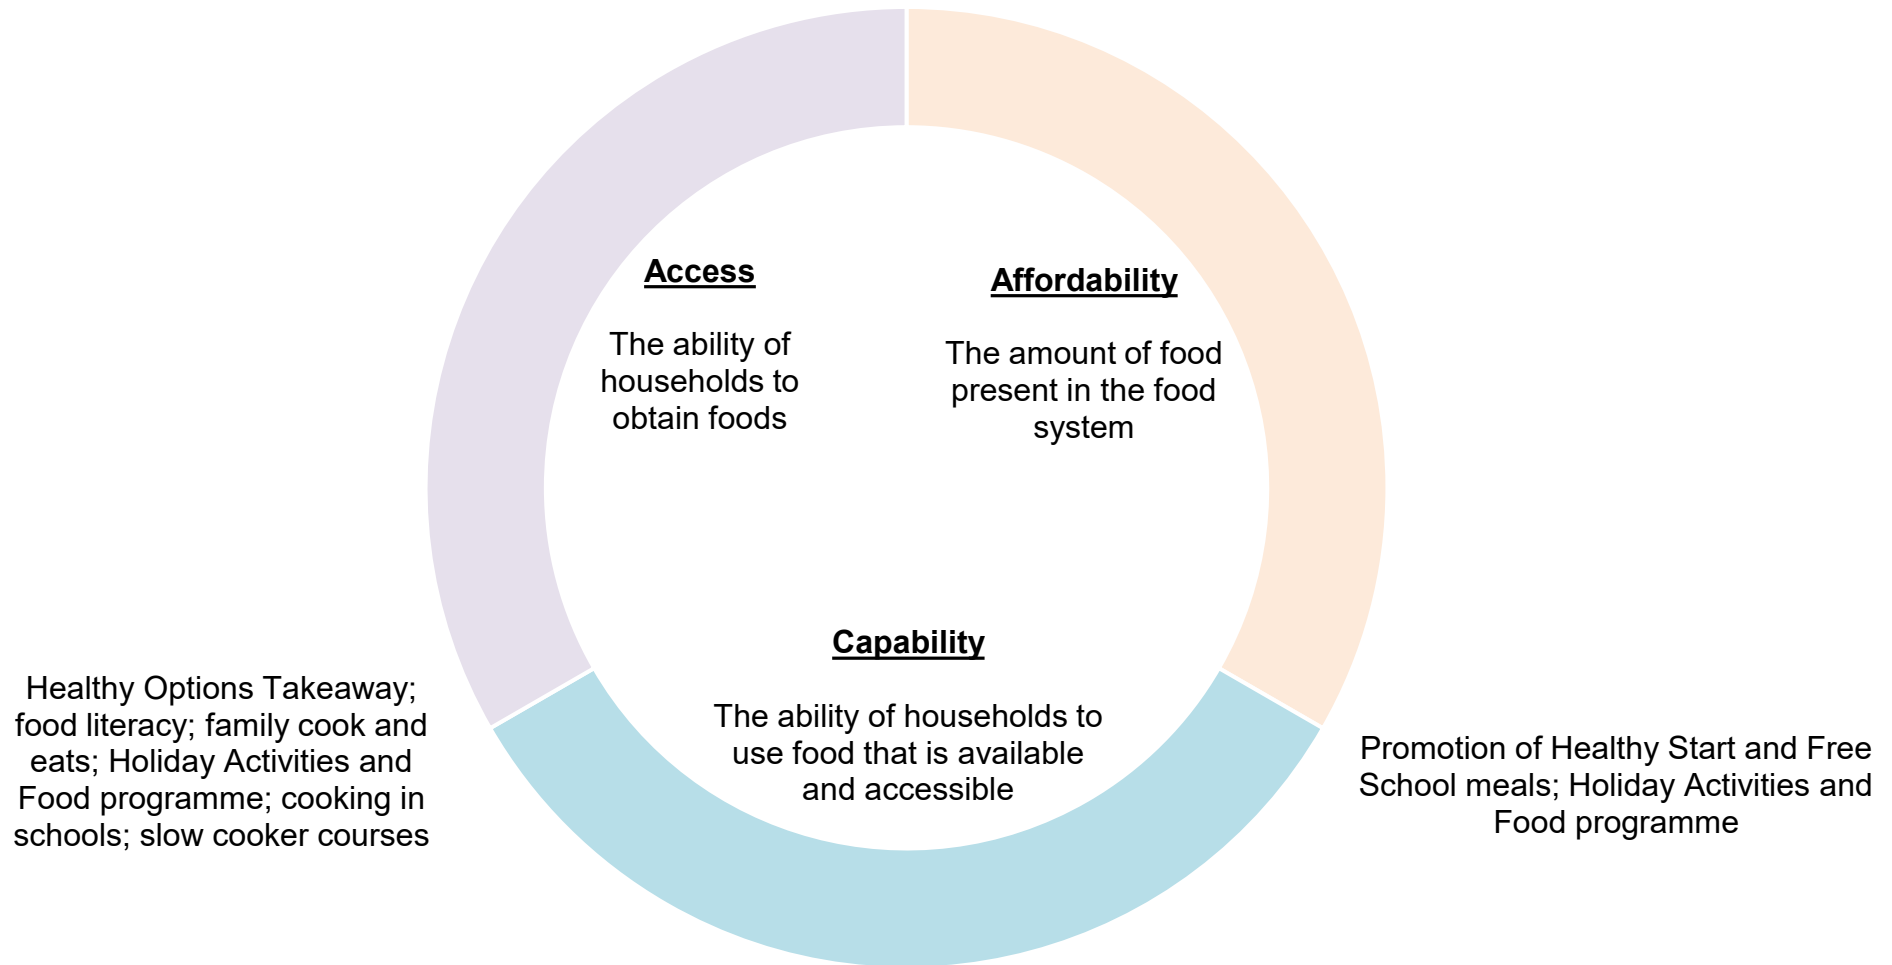 Access
The ability of
households to
obtain foods
Affordability
The amount of food
present in the food
system
Capability
The ability of households to
use food that is available
and accessible
Healthy Options Takeaway;
food literacy; family cook and
eats; Holiday Activities and
Food programme; cooking in
schools; slow cooker courses
Promotion of Healthy Start and Free
School meals; Holiday Activities and
Food programme